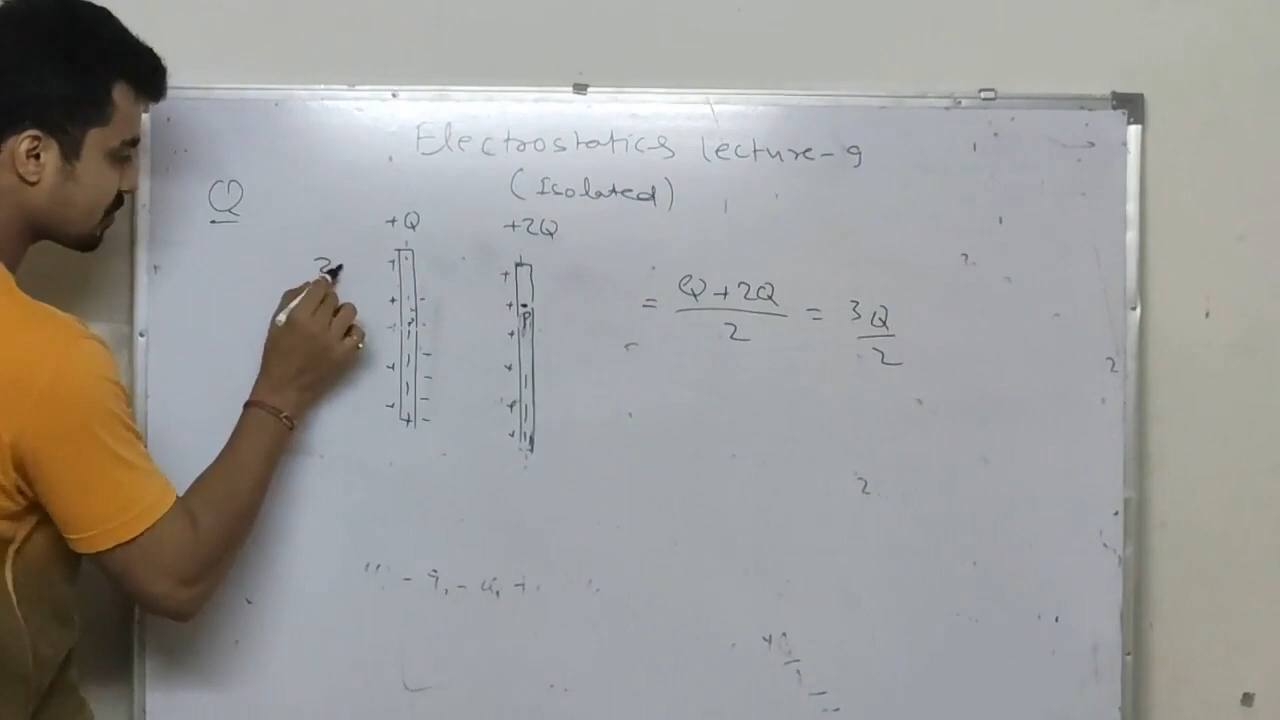 Electrostatics lecture-9
(Isolated)
Q
+Q +2Q
= Q+2Q / 2 = 3Q / 2
P